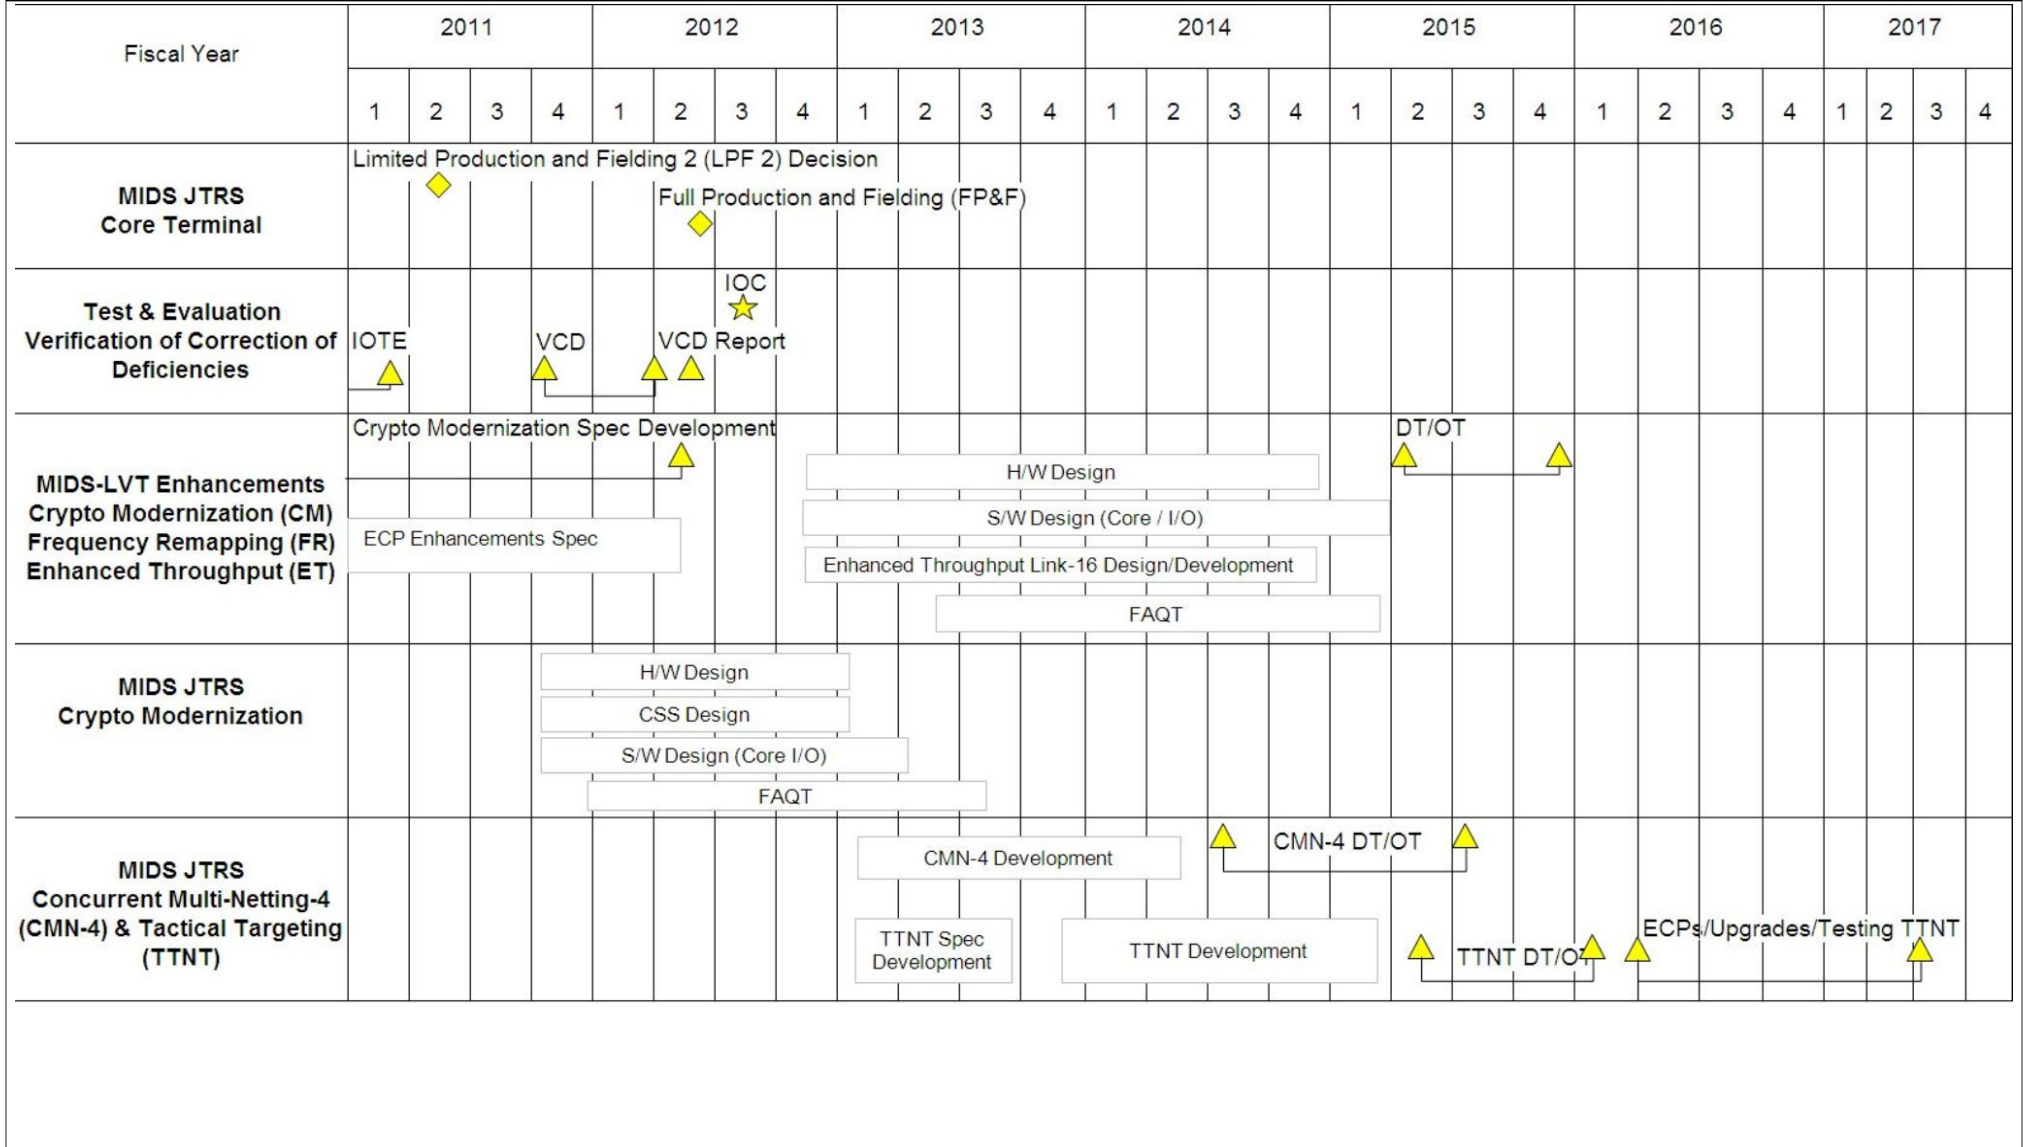 Fiscal Year
2011 2012 2013 2014 2015 2016 2017
1 2 3 4 1 2 3 4 1 2 3 4 1 2 3 4 1 2 3 4 1 2 3 4 1 2 3 4
MIDS JTRS
Core Terminal
Limited Production and Fielding 2 (LPF 2) Decision
Full Production and Fielding (FP&F)
Test & Evaluation
Verification of Correction of
Deficiencies
IOC
IOTE
VCD
VCD Report
MIDS-LVT Enhancements
Crypto Modernization (CM)
Frequency Remapping (FR)
Enhanced Throughput (ET)
Crypto Modernization Spec Development
DT/OT
H/W Design
S/W Design (Core / I/O)
ECP Enhancements Spec
Enhanced Throughput Link-16 Design/Development
FAQT
MIDS JTRS
Crypto Modernization
H/W Design
CSS Design
S/W Design (Core I/O)
FAQT
MIDS JTRS
Concurrent Multi-Netting-4
(CMN-4) & Tactical Targeting
(TTNT)
CMN-4 Development
CMN-4 DT/OT
TTNT Spec
Development
TTNT Development
TTNT DT/OT
ECPs/Upgrades/Testing TTNT